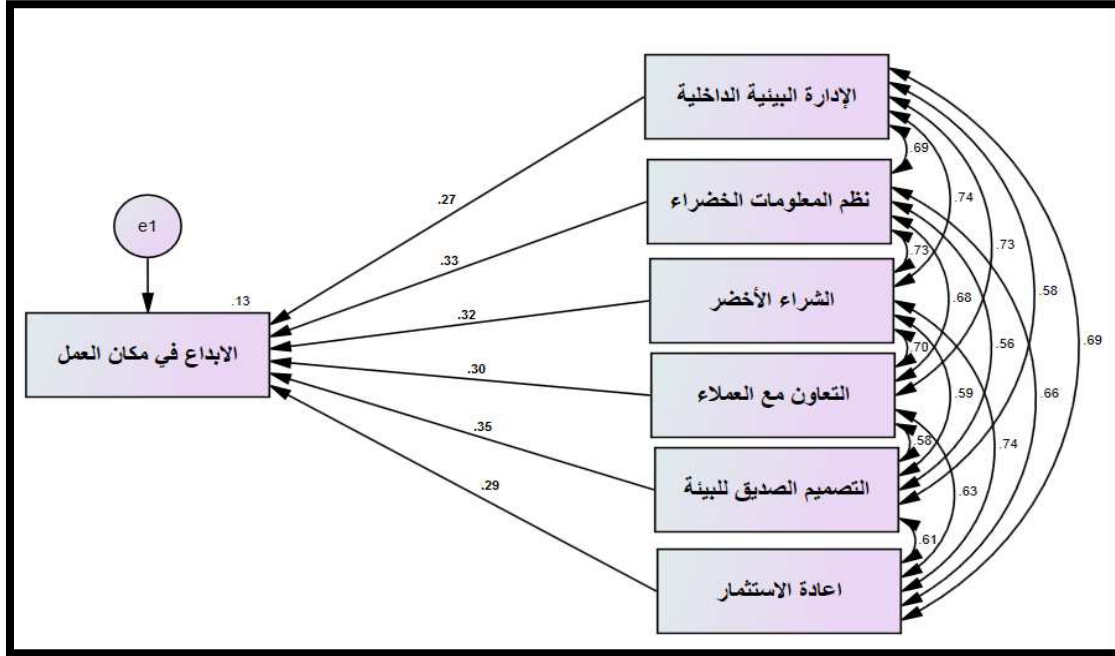 الإدارة البيئية الداخلية
.69
نظم المعلومات الخضراء
.27
.74
e1
.33
.73
.73
.13
الشراء الأخضر
.68
.58
.32
الابداع في مكان العمل
.70
.56
.69
.30
التعاون مع العملاء
.59
.66
.35
.58
.74
التصميم الصديق للبيئة
.29
.63
.61
اعادة الاستثمار